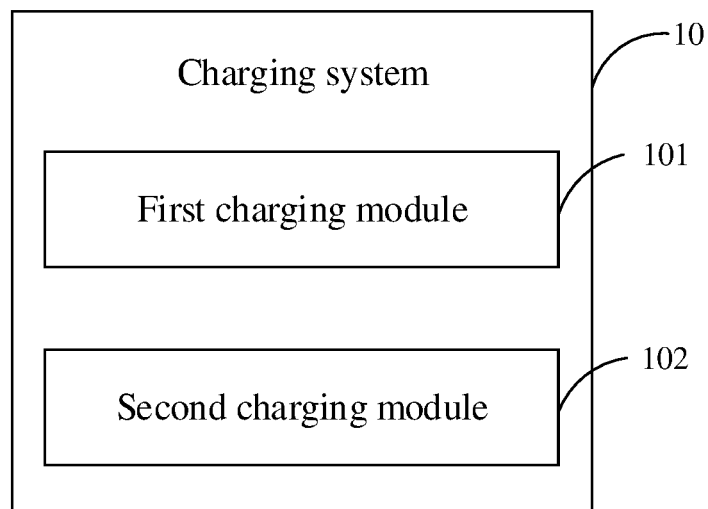 10
Charging system
101
First charging module
102
Second charging module